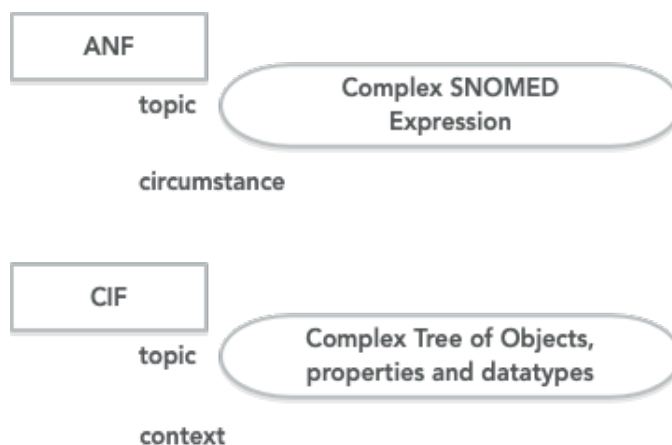 ANF
topic
Complex SNOMED
Expression
circumstance
CIF
topic
Complex Tree of Objects,
properties and datatypes
context